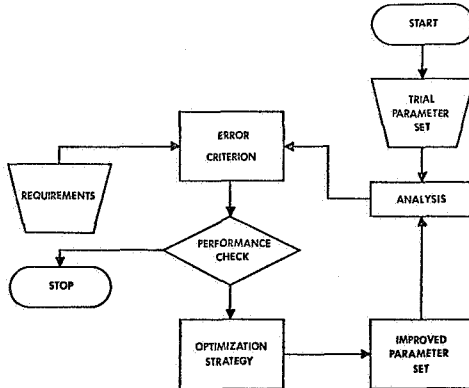 START
TRIAL
PARAMETER
SET
ERROR
CRITERION
REQUIREMENTS
ANALYSIS
PERFORMANCE
CHECK
STOP
OPTIMIZATION
STRATEGY
IMPROVED
PARAMETER
SET